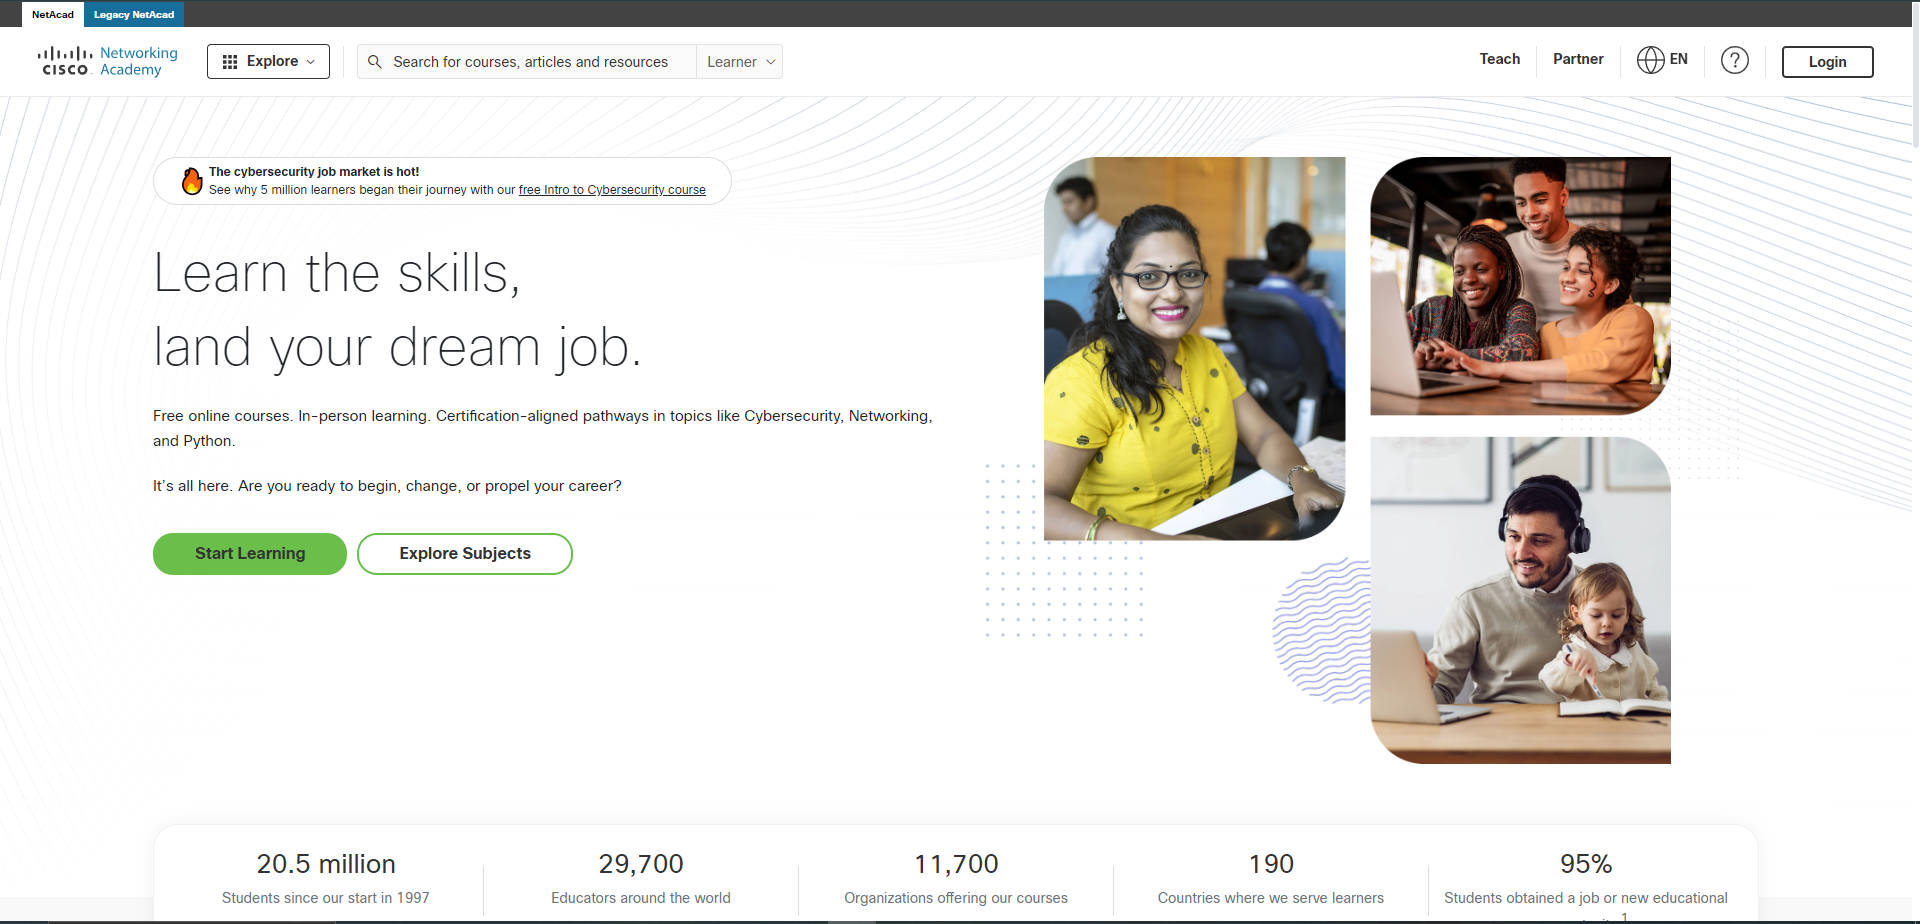 NetAcad
Legacy NetAcad
CISCO
Networking
Academy
Explore
Search for courses, articles and resources
Learner
Teach
Partner
EN
?
Login
The cybersecurity job market is hot!
See why 5 million learners began their journey with our free Intro to Cybersecurity course
Learn the skills,
land your dream job.
Free online courses. In-person learning. Certification-aligned pathways in topics like Cybersecurity, Networking,
and Python.
It's all here. Are you ready to begin, change, or propel your career?
Start Learning
Explore Subjects
20.5 million
Students since our start in 1997
29,700
Educators around the world
11,700
Organizations offering our courses
190
Countries where we serve learners
95%
Students obtained a job or new educational
1